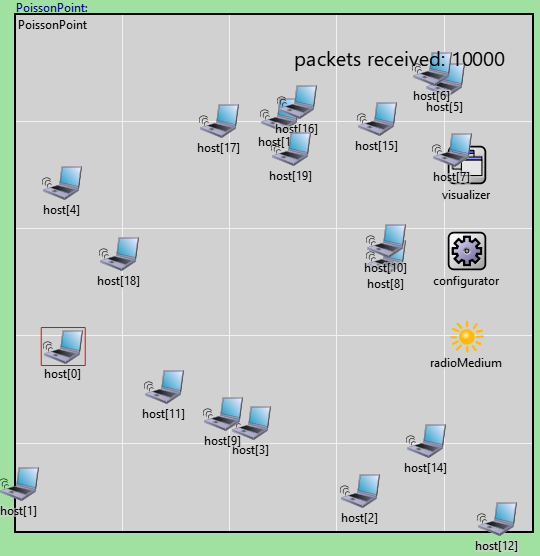 PoissonPoint:
PoissonPoint
packets received: 10000
host[6]
host[5]
host[16]
host[1
host[17]
host[15]
host[19]
host[7]
visualizer
host[4]
host[18]
host[10]
host[8]
configurator
radioMedium
host[0]
host[11]
host[9]
host[3]
host[14]
host[1]
host[2]
host[12]